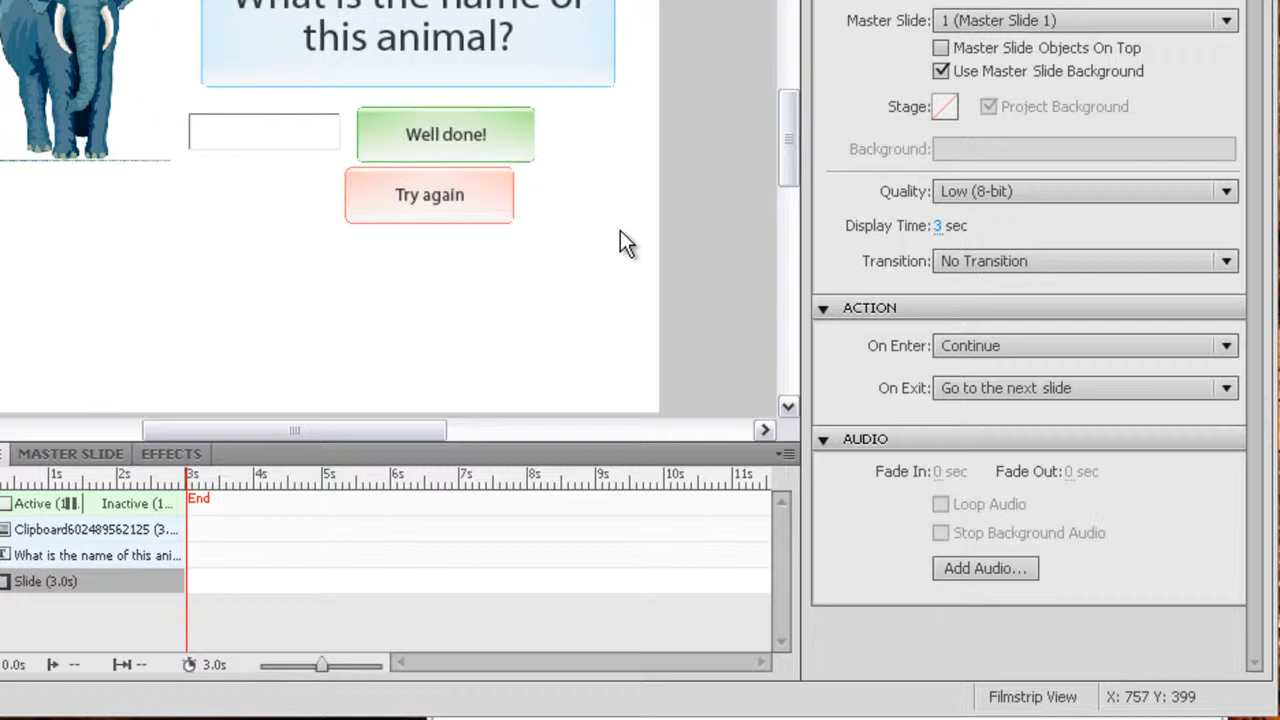 What is the name of
this animal?
Well done!
Try again
Master Slide: 1 (Master Slide 1)
Master Slide Objects On Top
Use Master Slide Background
Stage: Project Background
Background:
Quality: Low (8-bit)
Display Time: 3 sec
Transition: No Transition
ACTION
On Enter: Continue
On Exit: Go to the next slide
AUDIO
Fade In: 0 sec Fade Out: 0 sec
Loop Audio
Stop Background Audio
Add Audio...
MASTER SLIDE EFFECTS
1s 2s 3s 4s 5s 6s 7s 8s 9s 10s 11s
Active (1 Inactive (1... End
Clipboard602489562125 (3....
What is the name of this ani...
Slide (3.0s)
0.0s -- -- 3.0s
Filmstrip View X: 757 Y: 399